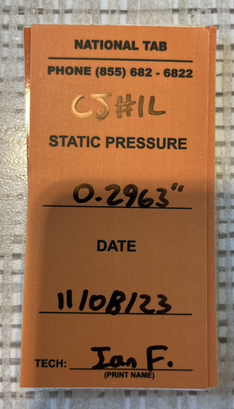 NATIONAL TAB
PHONE (855) 682 - 6822
CJ#1L
STATIC PRESSURE
0.2963"
DATE
11/08/23
TECH: Ian F.
(PRINT NAME)